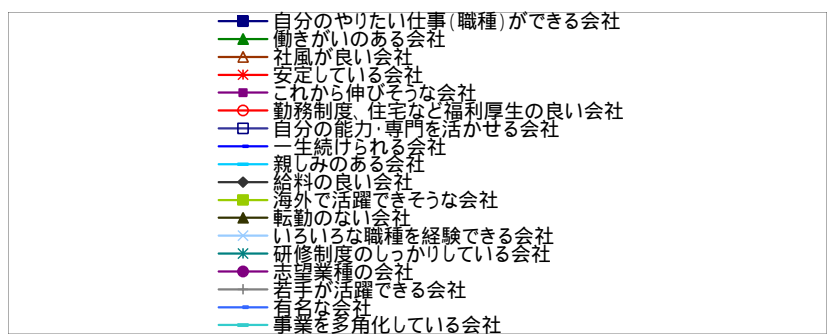 自分のやりたい仕事(職種)ができる会社
働きがいのある会社
社風が良い会社
安定している会社
これから伸びそうな会社
勤務制度、住宅など福利厚生の良い会社
自分の能力・専門を活かせる会社
一生続けられる会社
親しみのある会社
給料の良い会社
海外で活躍できそうな会社
転勤のない会社
いろいろな職種を経験できる会社
研修制度のしっかりしている会社
志望業種の会社
若手が活躍できる会社
有名な会社
事業を多角化している会社